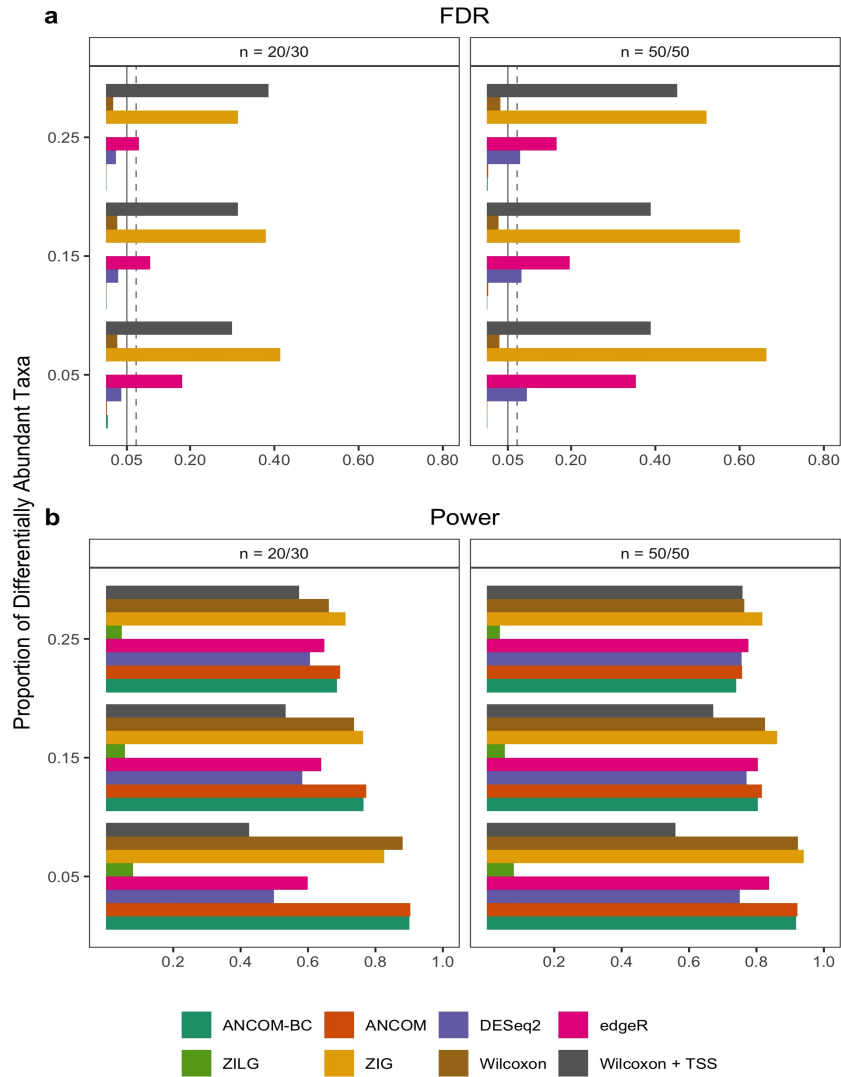 a
FDR
n = 20/30
n = 50/50
0.25
0.15
0.05
0.05 0.20 0.40 0.60 0.80
0.05 0.20 0.40 0.60 0.80
Proportion of Differentially Abundant Taxa
b
Power
n = 20/30
n = 50/50
0.25
0.15
0.05
0.2 0.4 0.6 0.8 1.0
0.2 0.4 0.6 0.8 1.0
ANCOM-BC ANCOM DESeq2 edgeR
ZILG ZIG Wilcoxon Wilcoxon + TSS